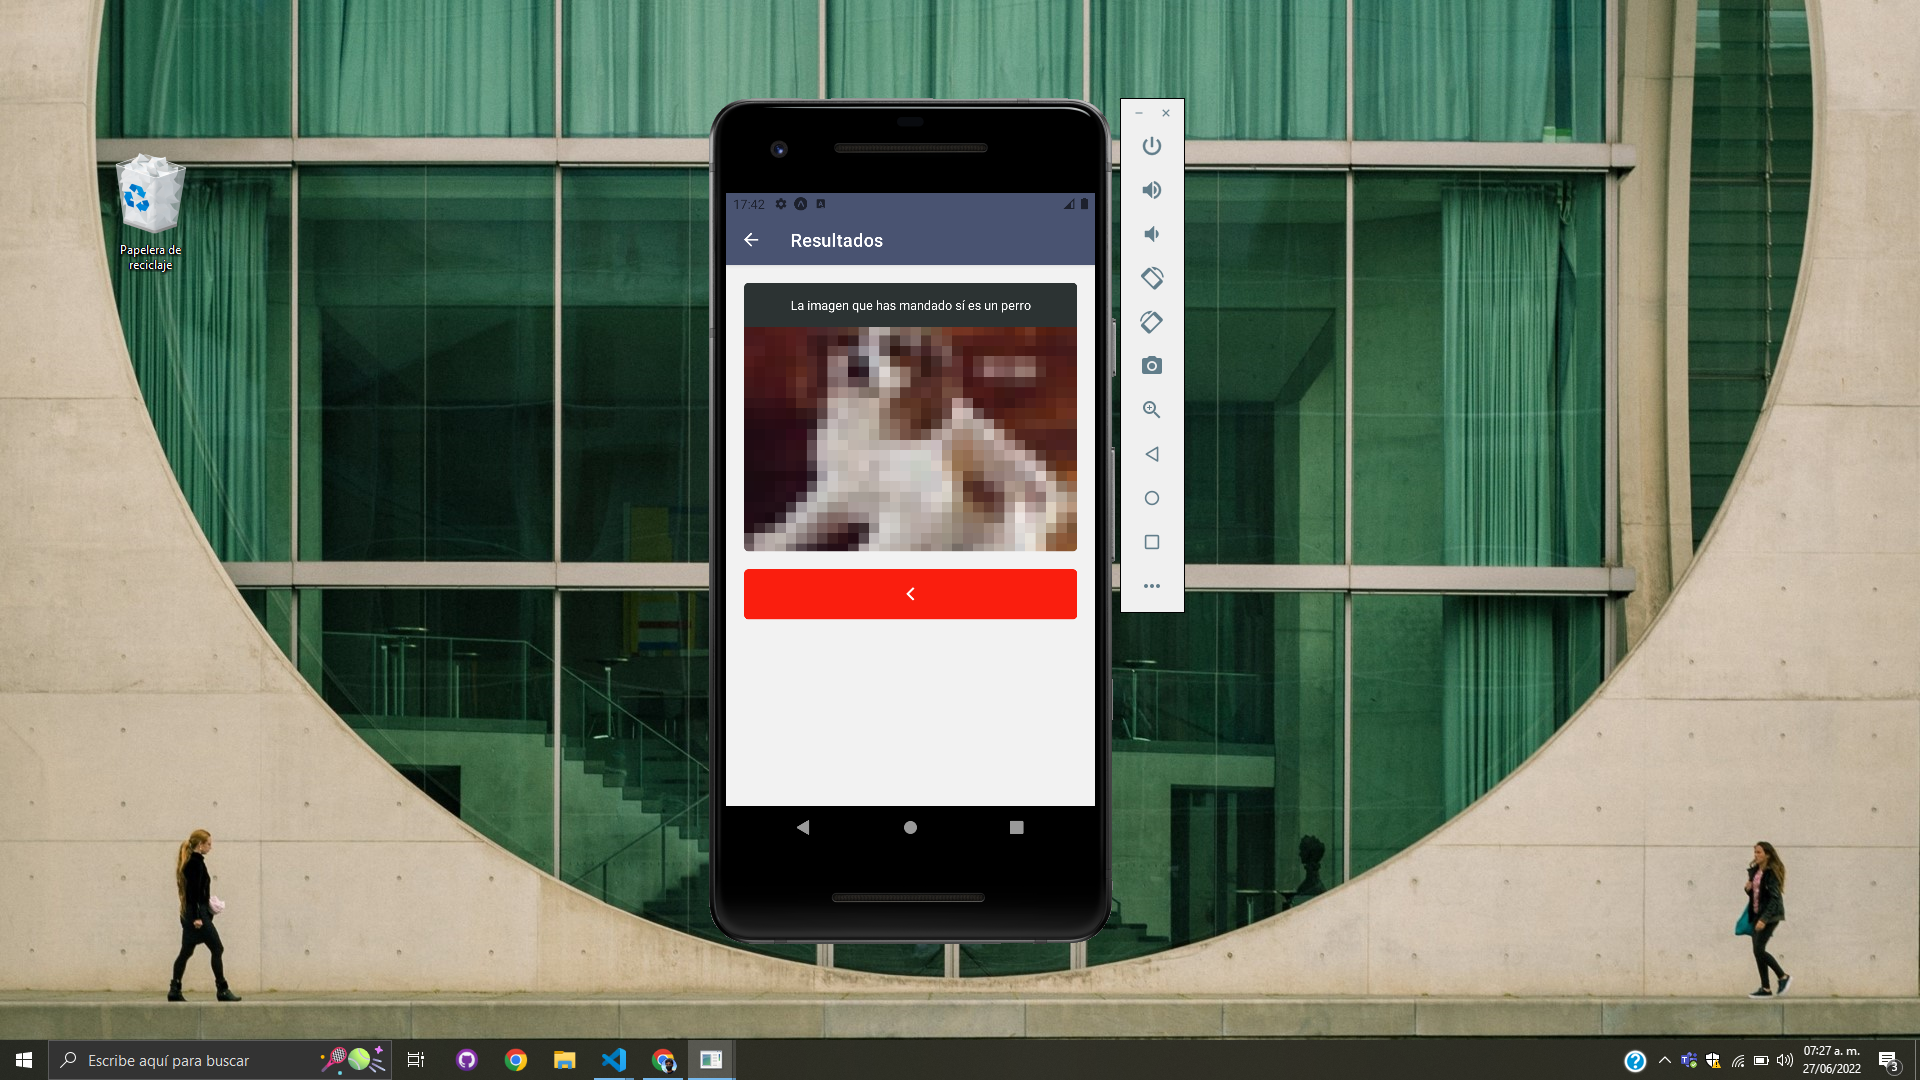 Papelera de
reciclaje
17:42
Resultados
La imagen que has mandado sí es un perro
Escribe aquí para buscar
07:27 a. m.
27/06/2022
3